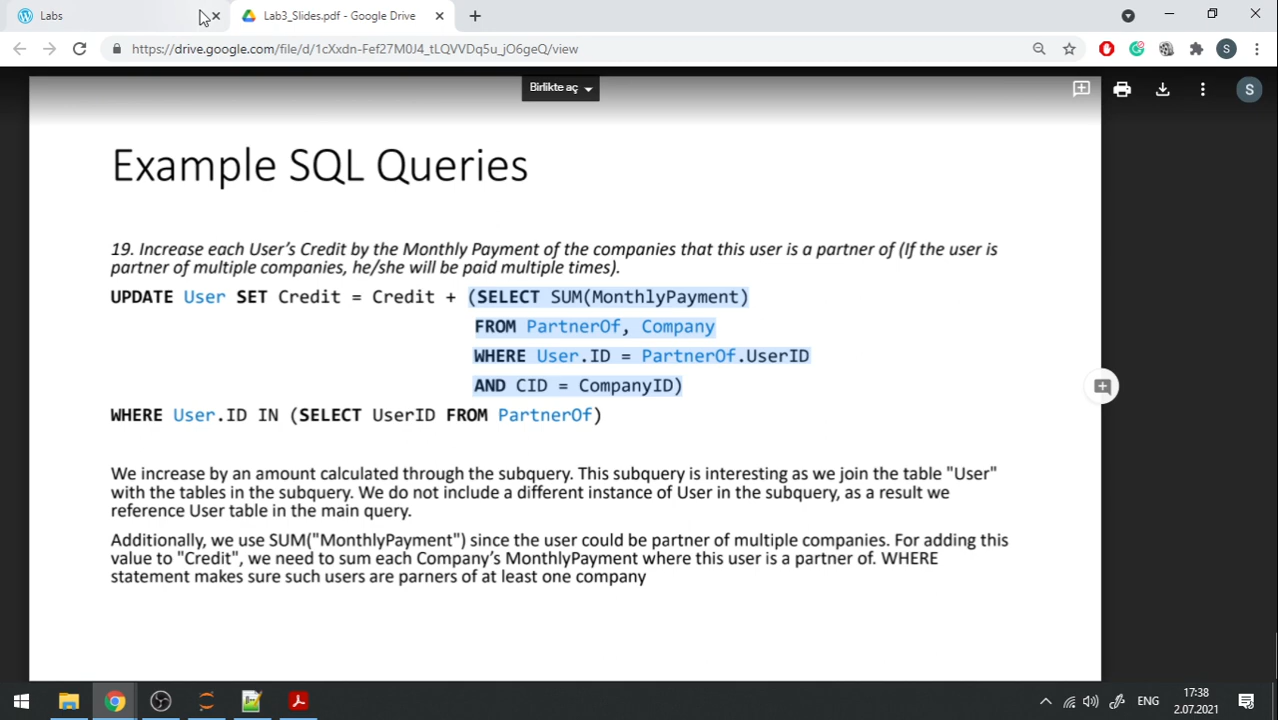 Labs
Lab3_Slides.pdf - Google Drive
https://drive.google.com/file/d/1cXxdn-Fef27M0J4_tLQVVDq5u_jO6geQ/view
S
Birlikte aç
S
Example SQL Queries
19. Increase each User's Credit by the Monthly Payment of the companies that this user is a partner of (If the user is
partner of multiple companies, he/she will be paid multiple times).
UPDATE User SET Credit = Credit + (SELECT SUM(MonthlyPayment)
FROM PartnerOf, Company
WHERE User.ID = PartnerOf.UserID
AND CID = CompanyID)
WHERE User.ID IN (SELECT UserID FROM PartnerOf)
We increase by an amount calculated through the subquery. This subquery is interesting as we join the table "User"
with the tables in the subquery. We do not include a different instance of User in the subquery, as a result we
reference User table in the main query.
Additionally, we use SUM("MonthlyPayment") since the user could be partner of multiple companies. For adding this
value to "Credit", we need to sum each Company's MonthlyPayment where this user is a partner of. WHERE
statement makes sure such users are parners of at least one company
ENG
17:38
2.07.2021